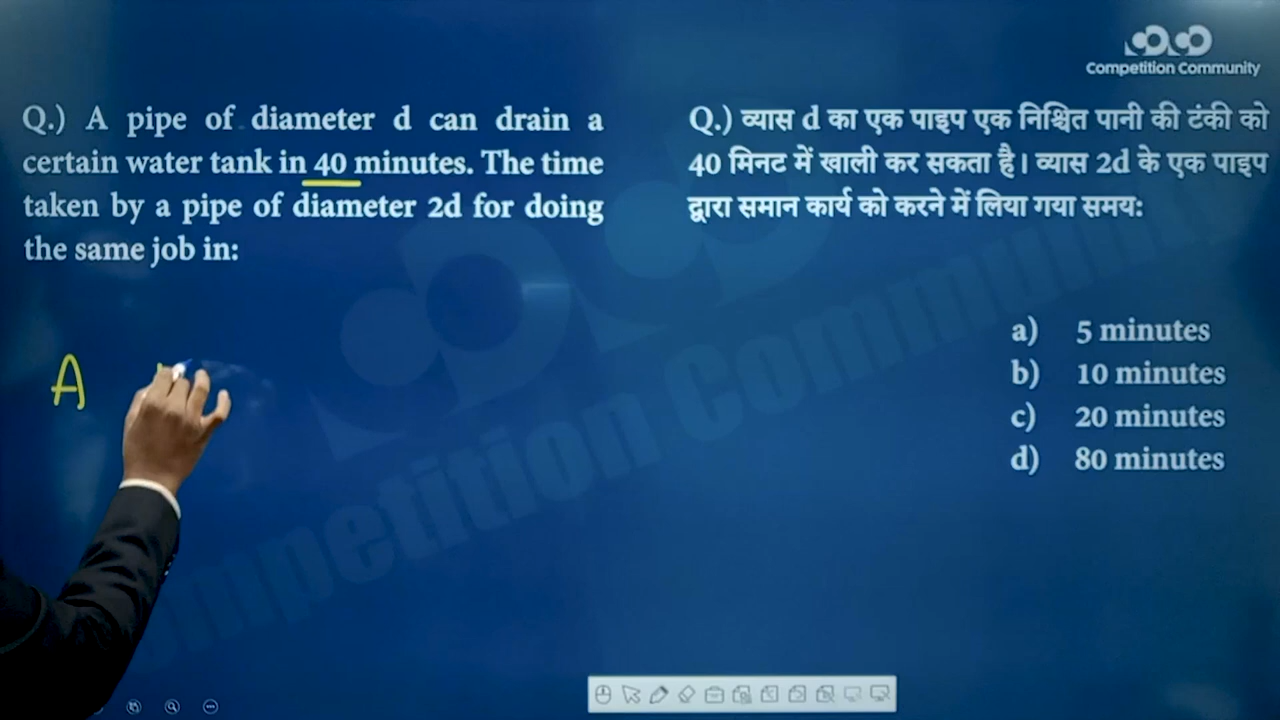 Competition Community
Q.) A pipe of diameter d can drain a
certain water tank in 40 minutes. The time
taken by a pipe of diameter 2d for doing
the same job in:
Q.) व्यास d का एक पाइप एक निश्चित पानी की टंकी को
40 मिनट में खाली कर सकता है। व्यास 2d के एक पाइप
द्वारा समान कार्य को करने में लिया गया समय:
a) 5 minutes
b) 10 minutes
c) 20 minutes
d) 80 minutes
A
Competition Community